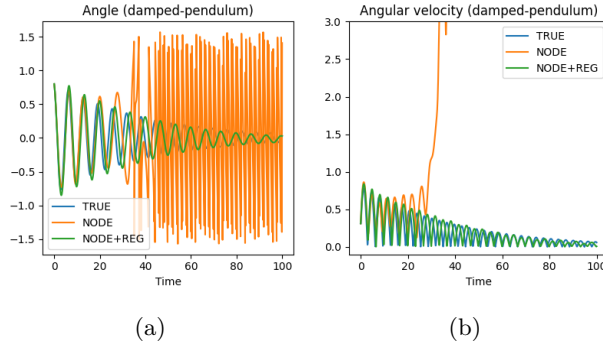 Angle (damped-pendulum)
1.5
1.0
0.5
0.0
−0.5
−1.0
−1.5
TRUE
NODE
NODE+REG
0
20
40
60
80
100
Time
(a)
Angular velocity (damped-pendulum)
3.0
2.5
2.0
1.5
1.0
0.5
0.0
TRUE
NODE
NODE+REG
0
20
40
60
80
100
Time
(b)